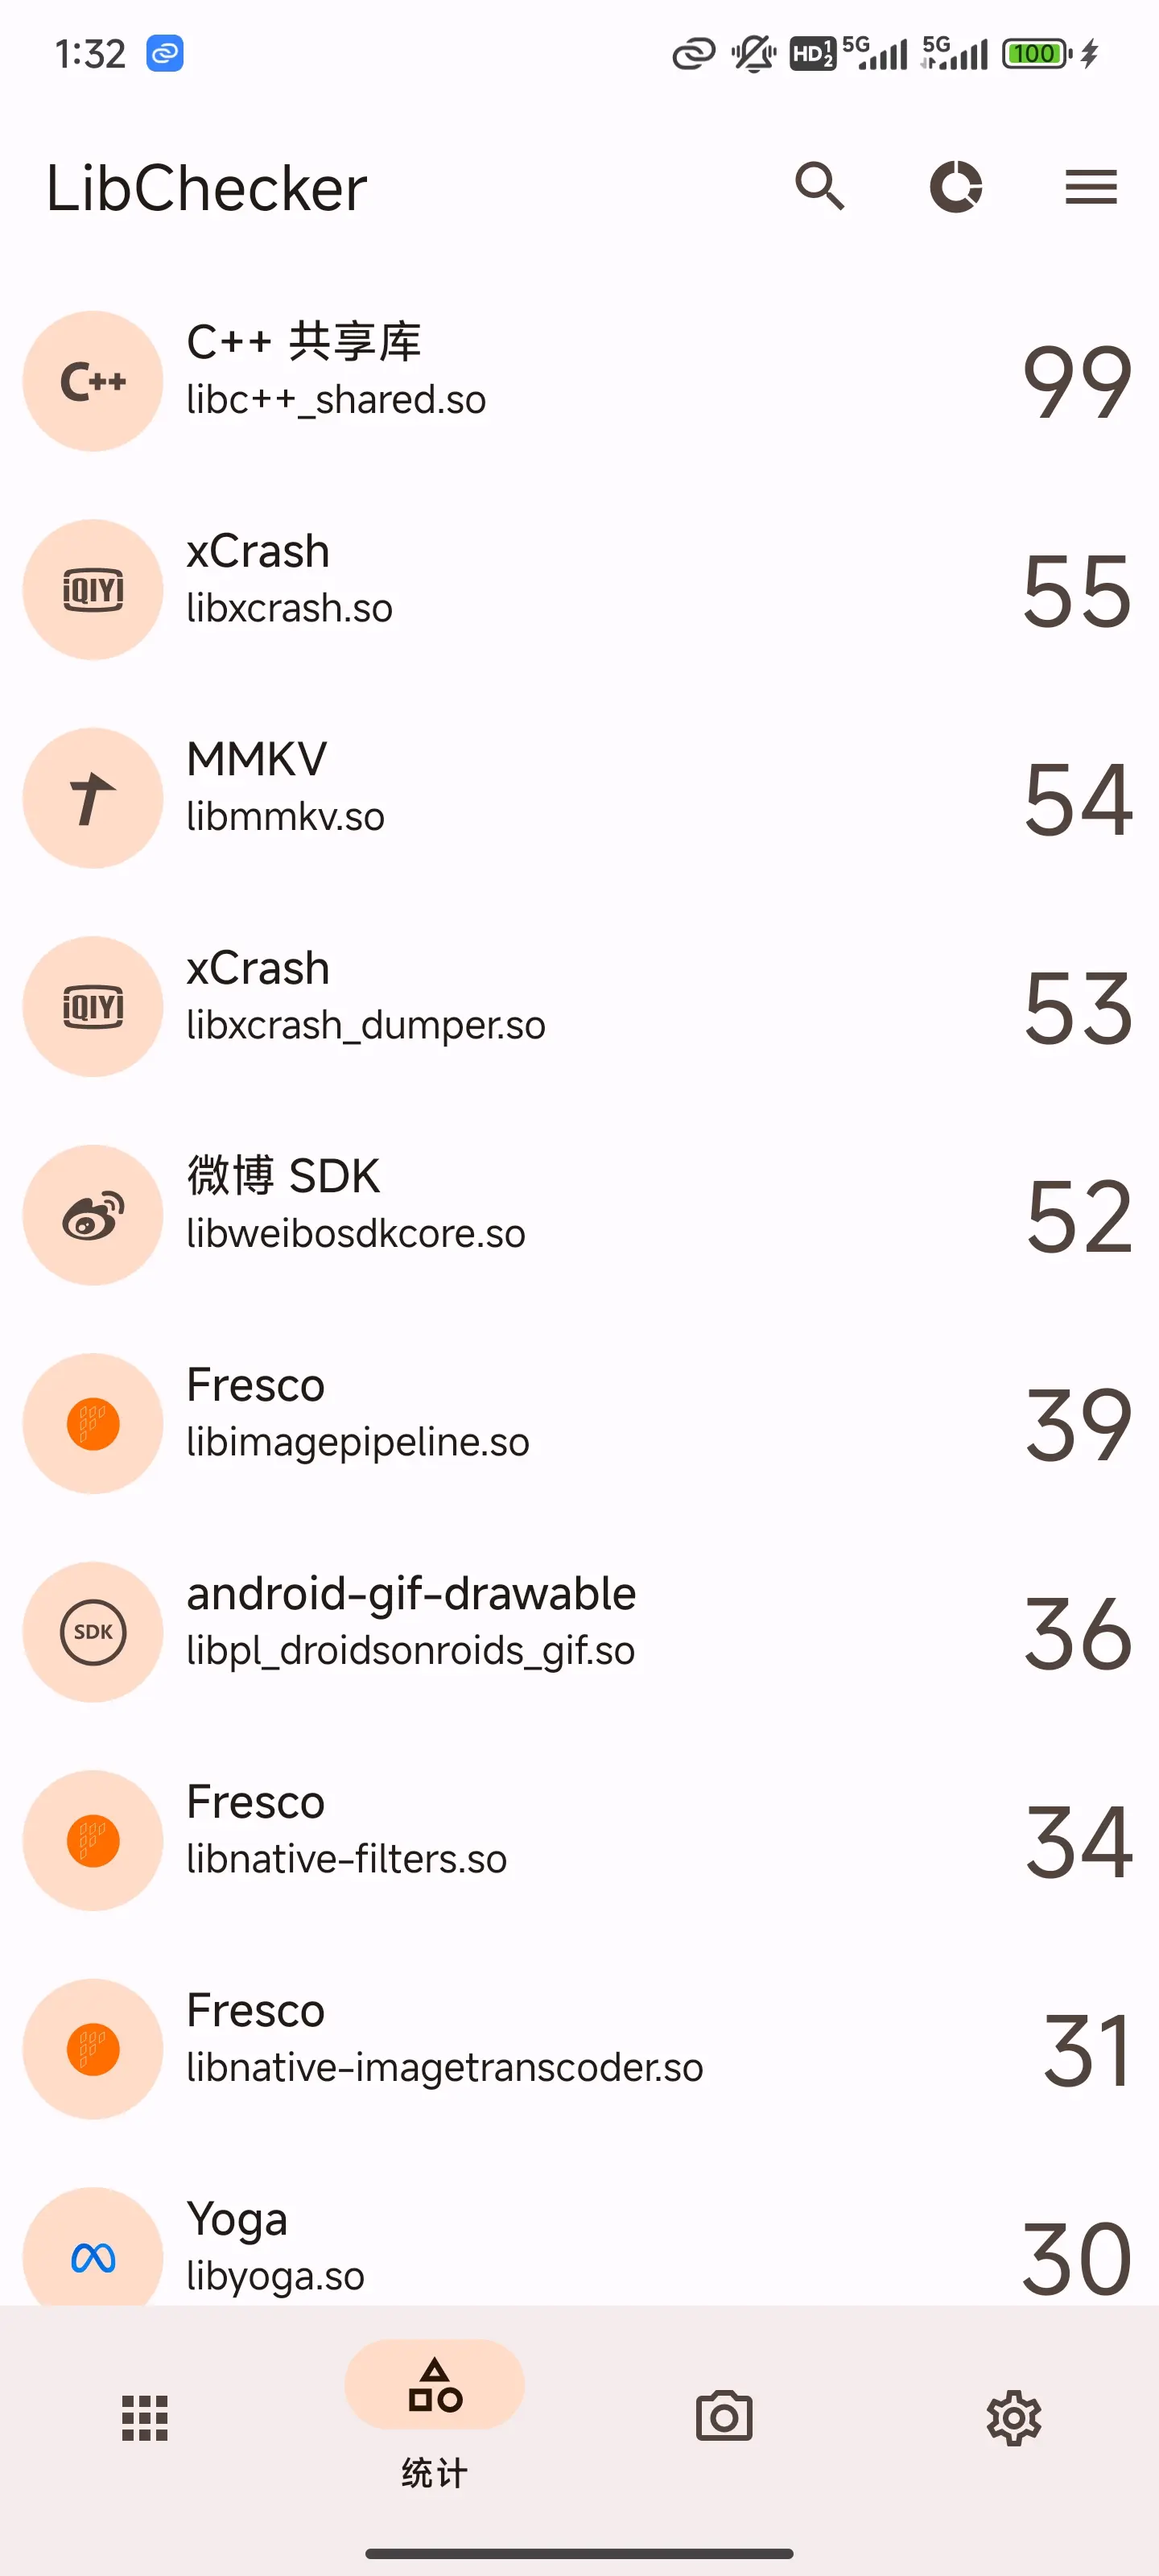 1:32
HD 1 2 5G 5G 100
LibChecker
C++ 共享库
libc++_shared.so
99
C++
xCrash
libxcrash.so
55
iQIYI
MMKV
libmmkv.so
54
xCrash
libxcrash_dumper.so
53
iQIYI
微博 SDK
libweibosdkcore.so
52
Fresco
libimagepipeline.so
39
android-gif-drawable
libpl_droidsonroids_gif.so
36
SDK
Fresco
libnative-filters.so
34
Fresco
libnative-imagetranscoder.so
31
Yoga
libyoga.so
30
统计